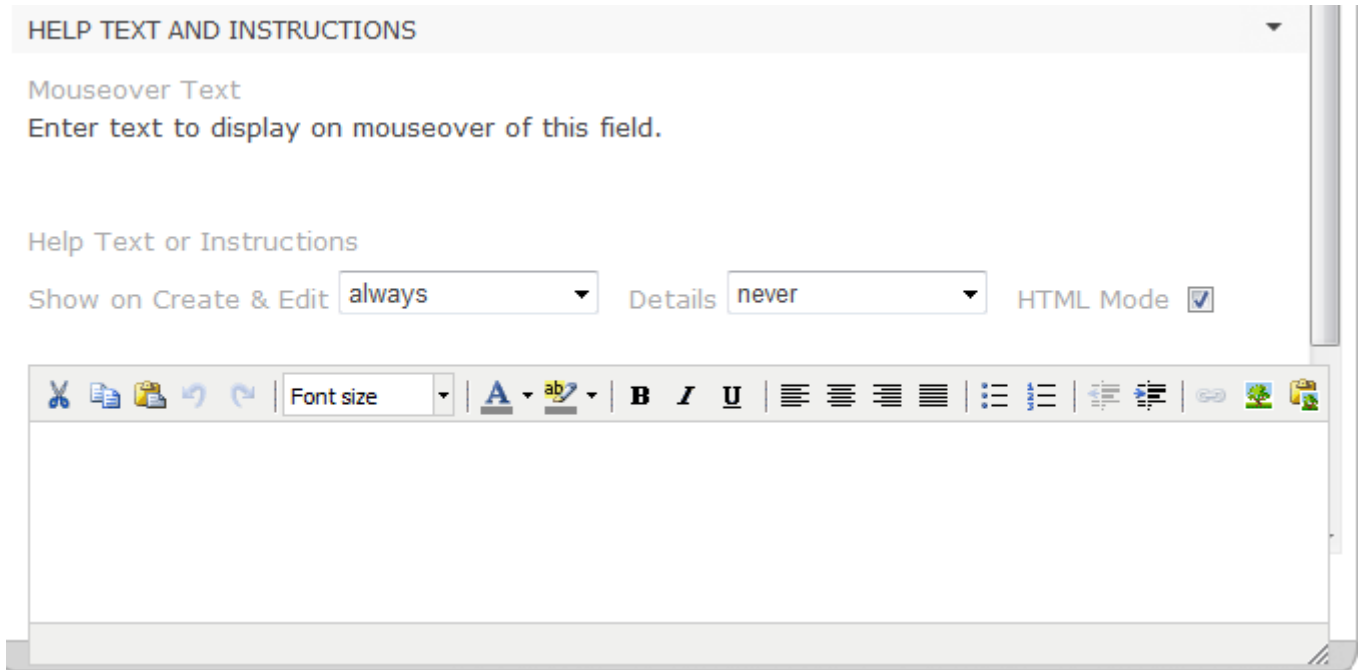 HELP TEXT AND INSTRUCTIONS
Mouseover Text
Enter text to display on mouseover of this field.
Help Text or Instructions
Show on Create & Edit always Details never HTML Mode
Font size A ab B I U